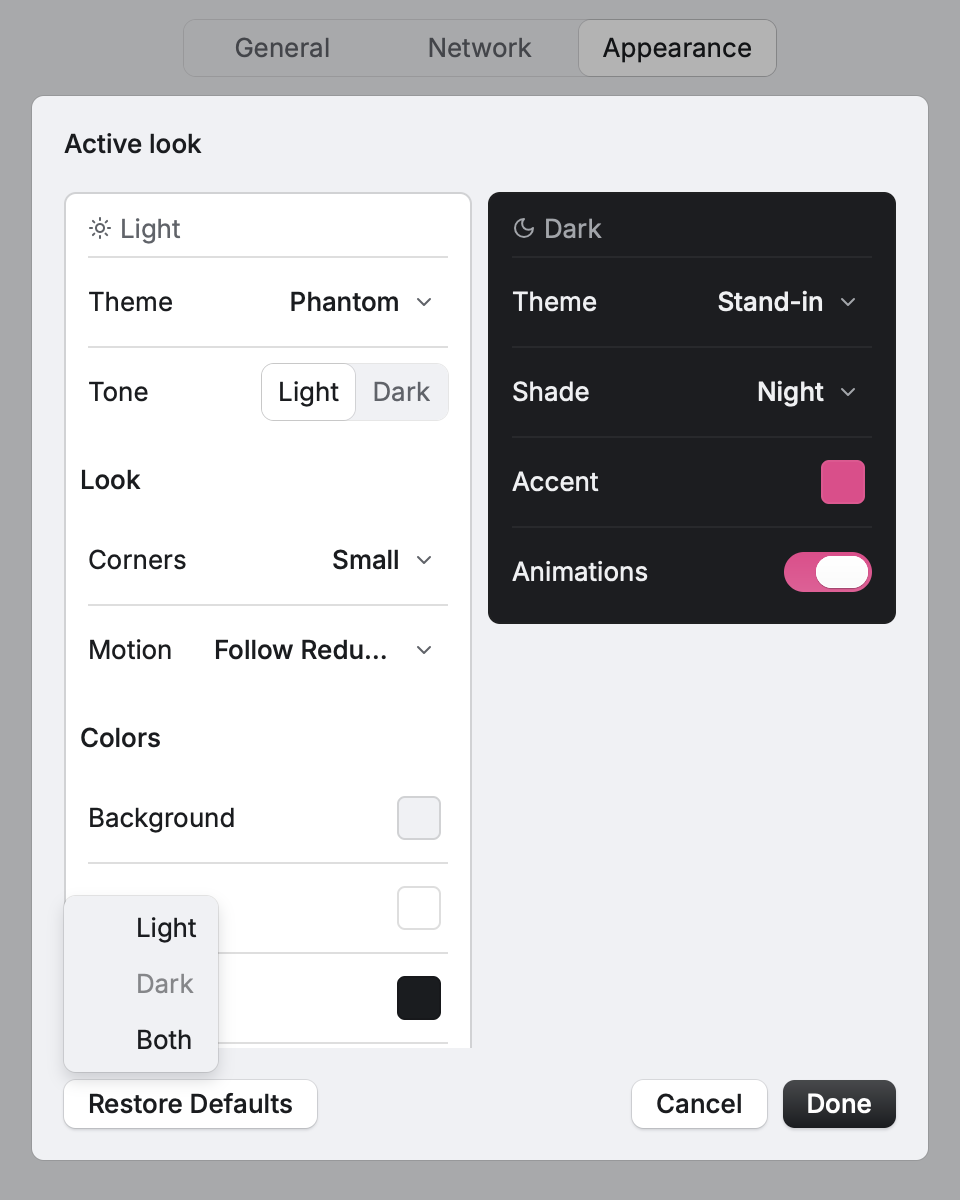 General
Network
Appearance
Active look
Light
Theme
Phantom
Tone
Light
Dark
Look
Corners
Small
Motion
Follow Redu...
Colors
Background
Dark
Theme
Stand-in
Shade
Night
Accent
Animations
Light
Dark
Both
Restore Defaults
Cancel
Done